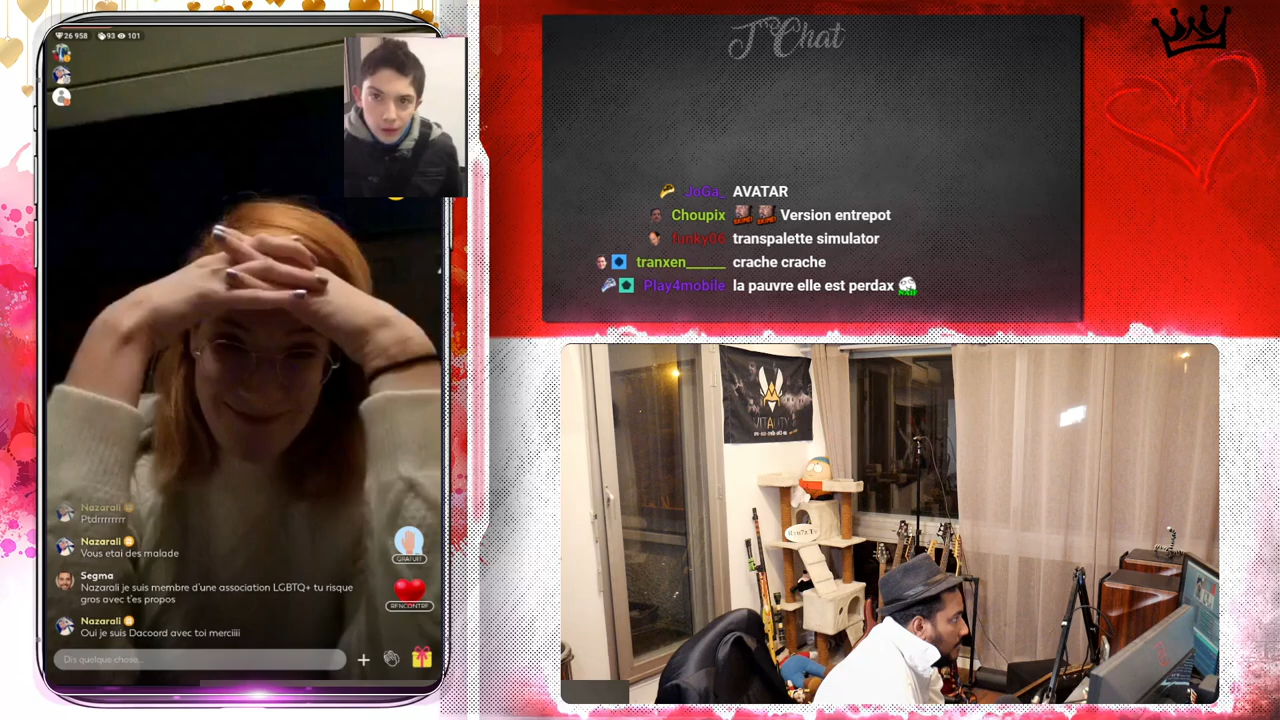 26 958 93 101
Nazarali
Ptdrrrrrrr
Nazarali
Vous etai des malade
Segma
Nazarali je suis membre d'une association LGBTQ+ tu risque
gros avec t'es propos
Nazarali
Oui je suis Dacoord avec toi merciiii
GRATUIT
RENCONTRE
Dis quelque chose...
T'Chat
JoGa_ AVATAR
Choupix Version entrepot
funky06 transpalette simulator
tranxen______ crache crache
Play4mobile la pauvre elle est perdax
VITALITY